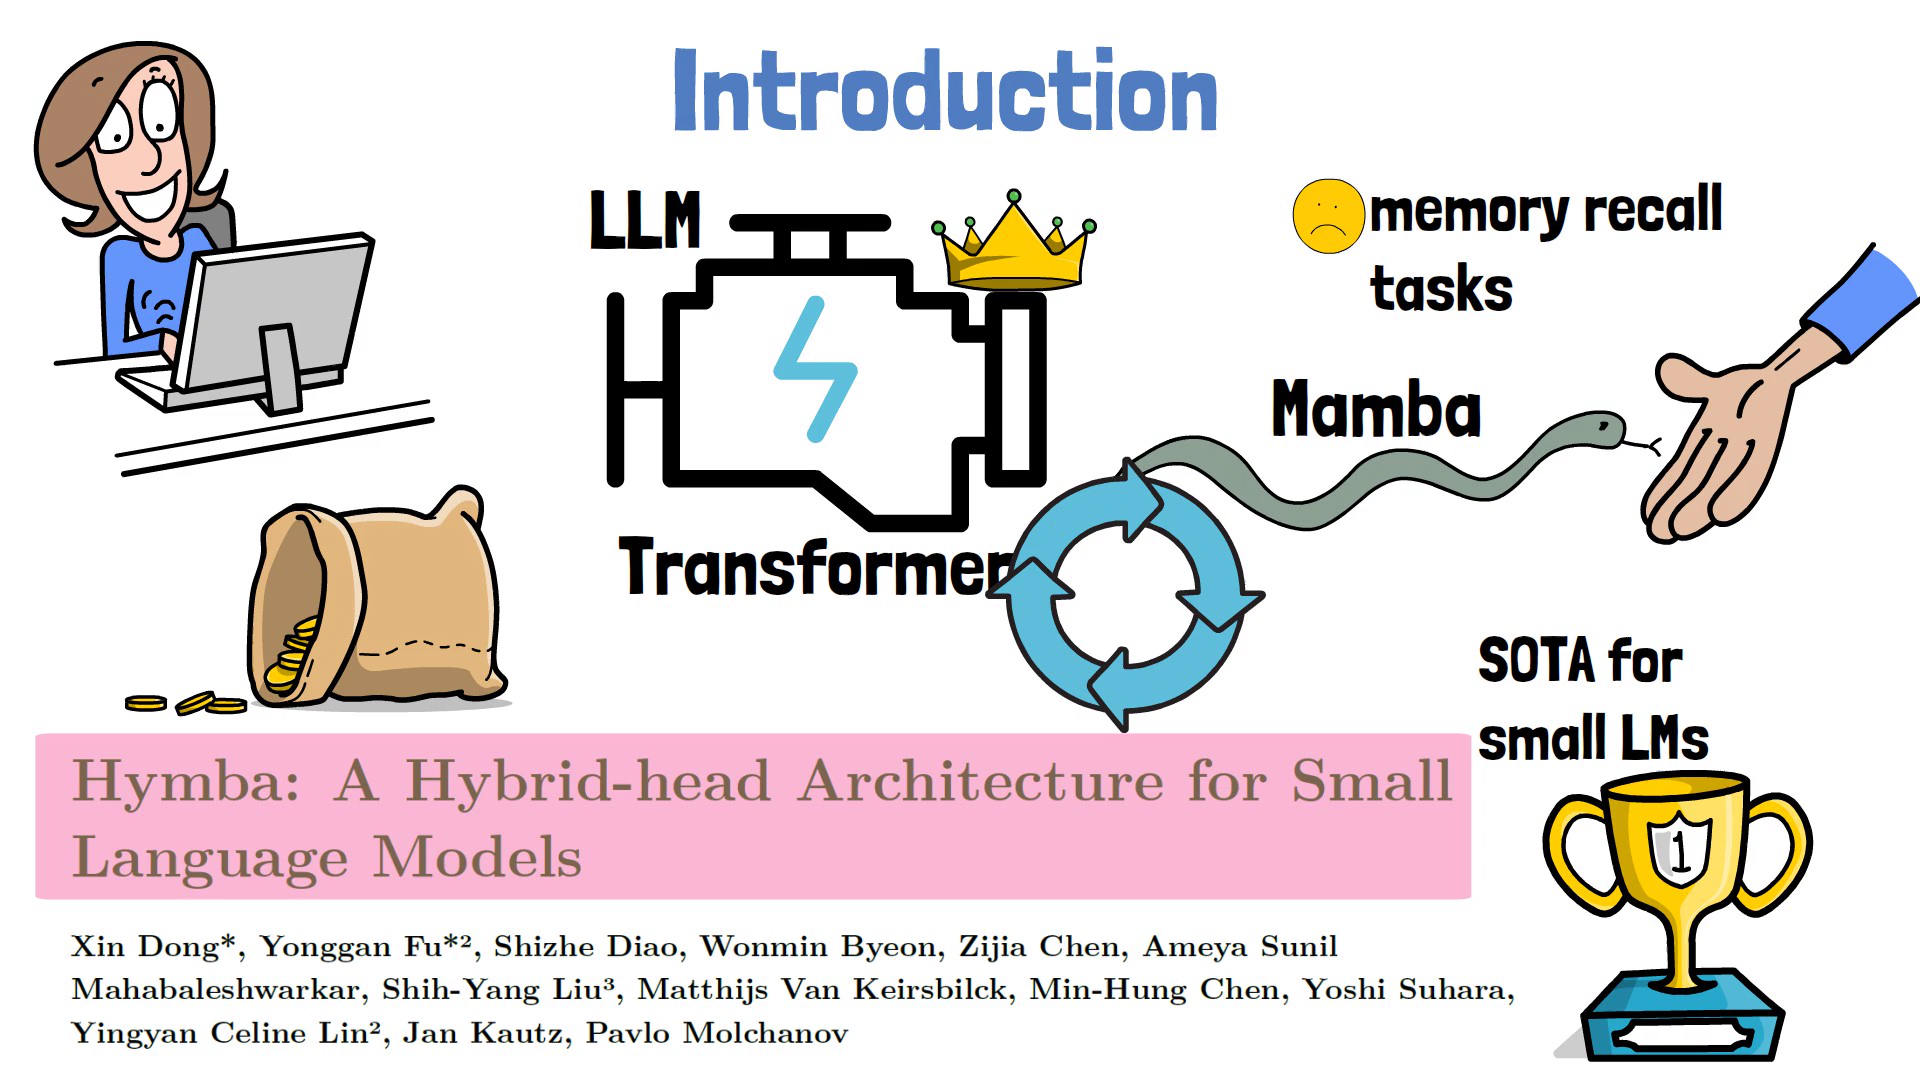 Introduction
LLM
memory recall
tasks
Mamba
Transformer
SOTA for
small LMs
1
Hymba: A Hybrid-head Architecture for Small
Language Models
Xin Dong*, Yonggan Fu*², Shizhe Diao, Wonmin Byeon, Zijia Chen, Ameya Sunil
Mahabaleshwarkar, Shih-Yang Liu³, Matthijs Van Keirsbilck, Min-Hung Chen, Yoshi Suhara,
Yingyan Celine Lin², Jan Kautz, Pavlo Molchanov